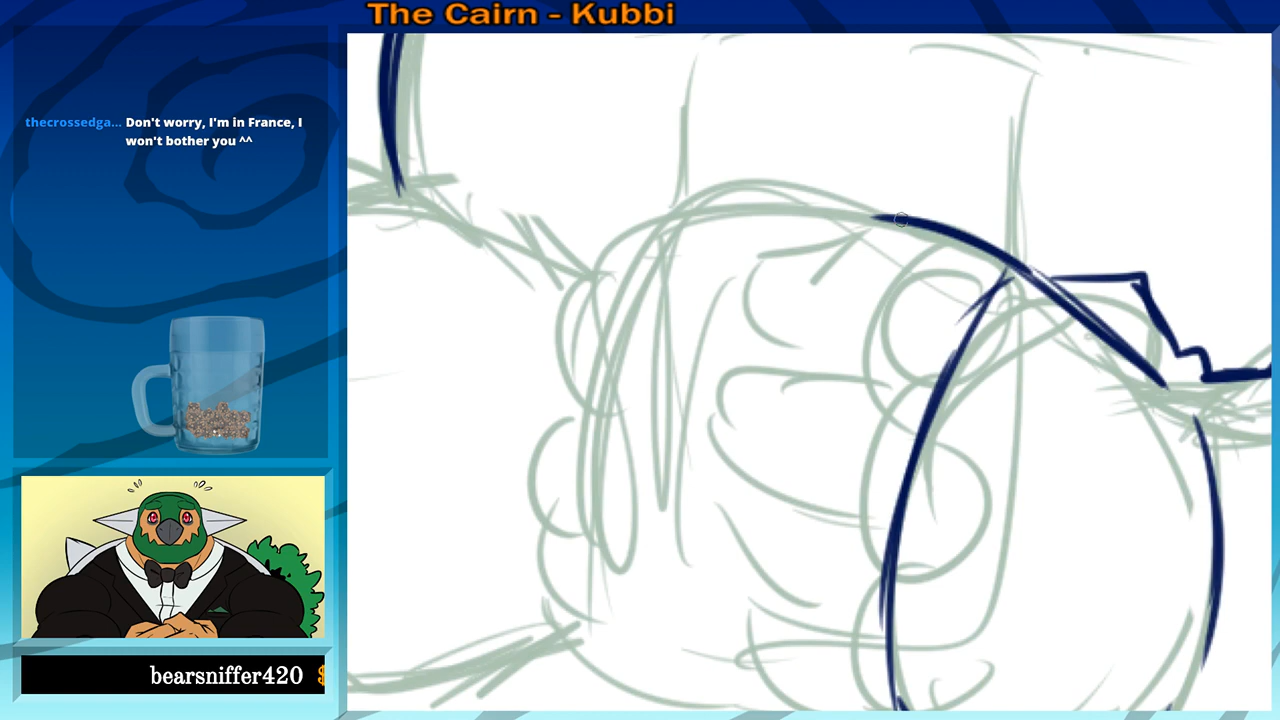 The Cairn - Kubbi
thecrossedga... Don't worry, I'm in France, I
won't bother you ^^
bearsniffer420 $